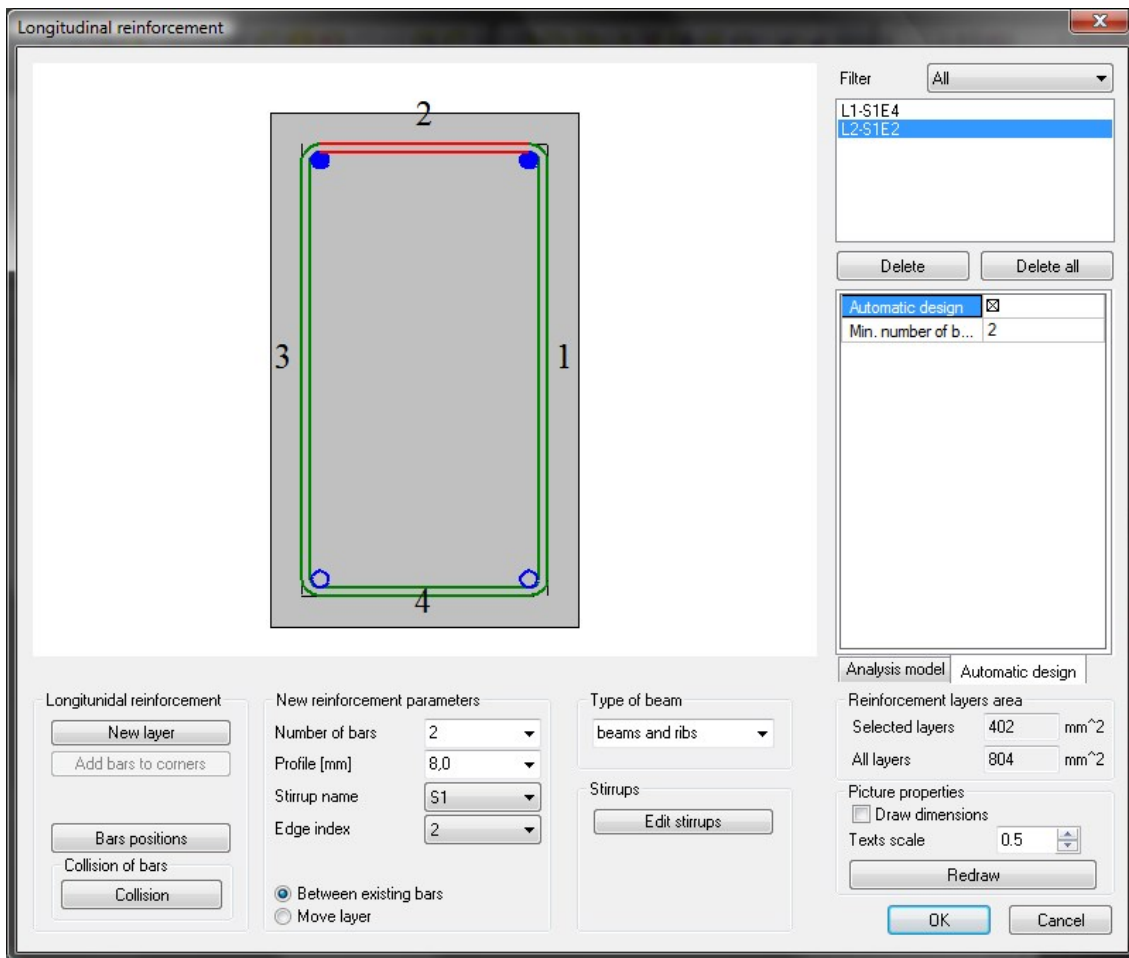 Longitudinal reinforcement
2
3
1
4
Filter
All
L1-S1E4
L2-S1E2
Delete
Delete all
Automatic design
Min. number of b... 2
Analysis model
Automatic design
Longitunidal reinforcement
New layer
Add bars to corners
Bars positions
Collision of bars
Collision
New reinforcement parameters
Number of bars 2
Profile [mm] 8,0
Stirrup name S1
Edge index 2
Between existing bars
Move layer
Type of beam
beams and ribs
Stirrups
Edit stirrups
Reinforcement layers area
Selected layers 402 mm^2
All layers 804 mm^2
Picture properties
Draw dimensions
Texts scale 0.5
Redraw
OK
Cancel